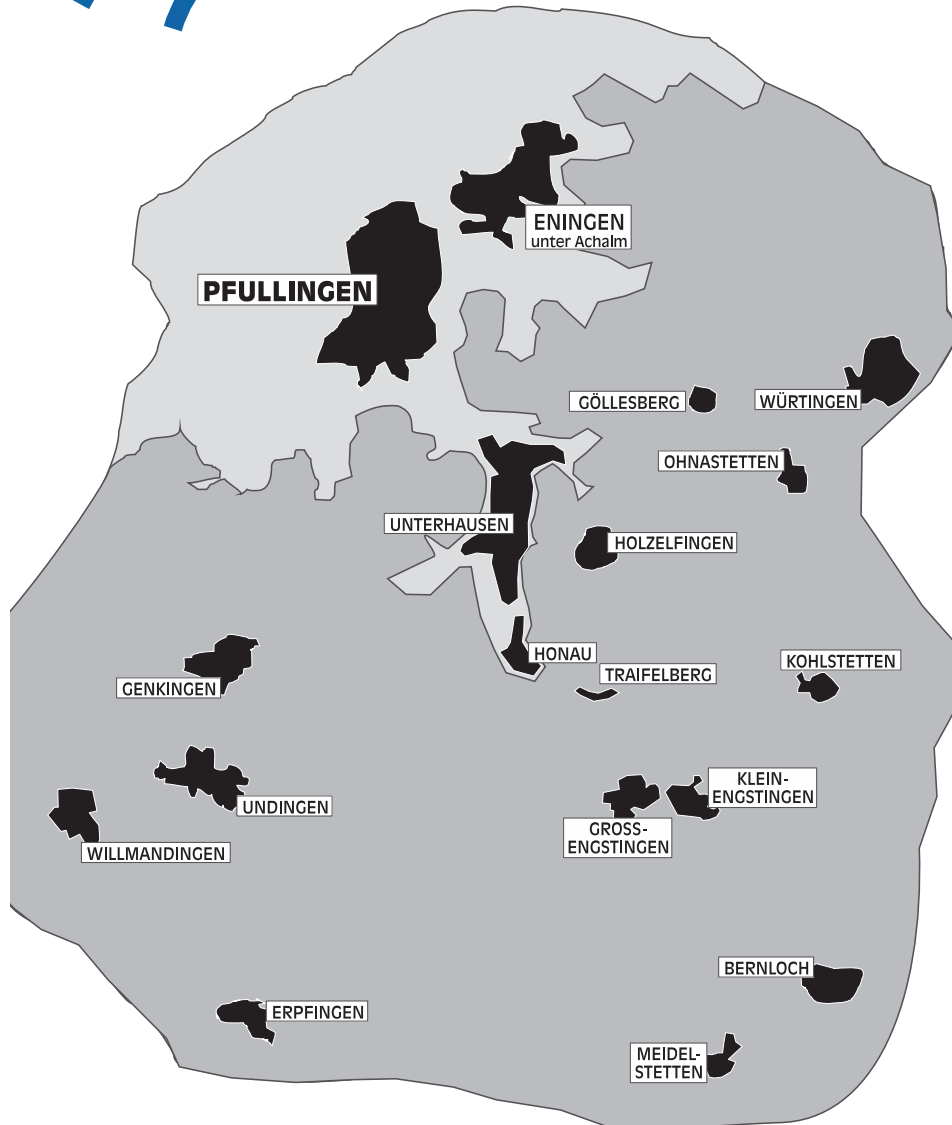 ENINGEN
unter Achalm
PFULLINGEN
GÖLLESBERG
WÜRTINGEN
OHNASTETTEN
UNTERHAUSEN
HOLZELFINGEN
HONAU
KOHLSTETTEN
TRAIFELBERG
GENKINGEN
KLEIN-
ENGSTINGEN
UNDINGEN
GROSS-
ENGSTINGEN
WILLMANDINGEN
BERNLOCH
ERPFINGEN
MEIDEL-
STETTEN